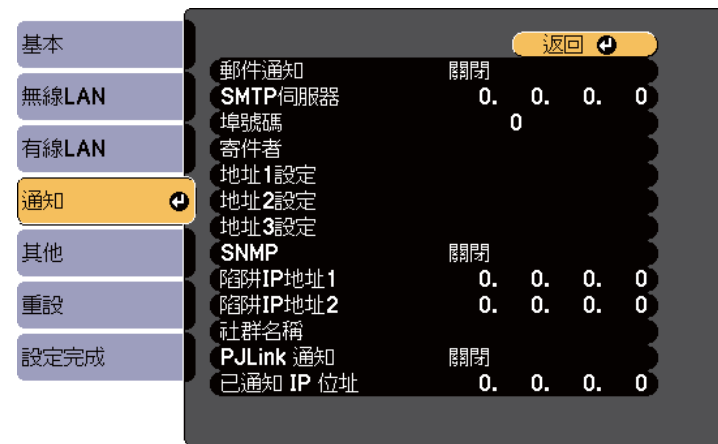 基本
無線LAN
有線LAN
通知
其他
重設
設定完成
返回
郵件通知 關閉
SMTP伺服器 0. 0. 0. 0
埠號碼 0
寄件者
地址1設定
地址2設定
地址3設定
SNMP 關閉
陷阱IP地址1 0. 0. 0. 0
陷阱IP地址2 0. 0. 0. 0
社群名稱
PJLink 通知 關閉
已通知 IP 位址 0. 0. 0. 0